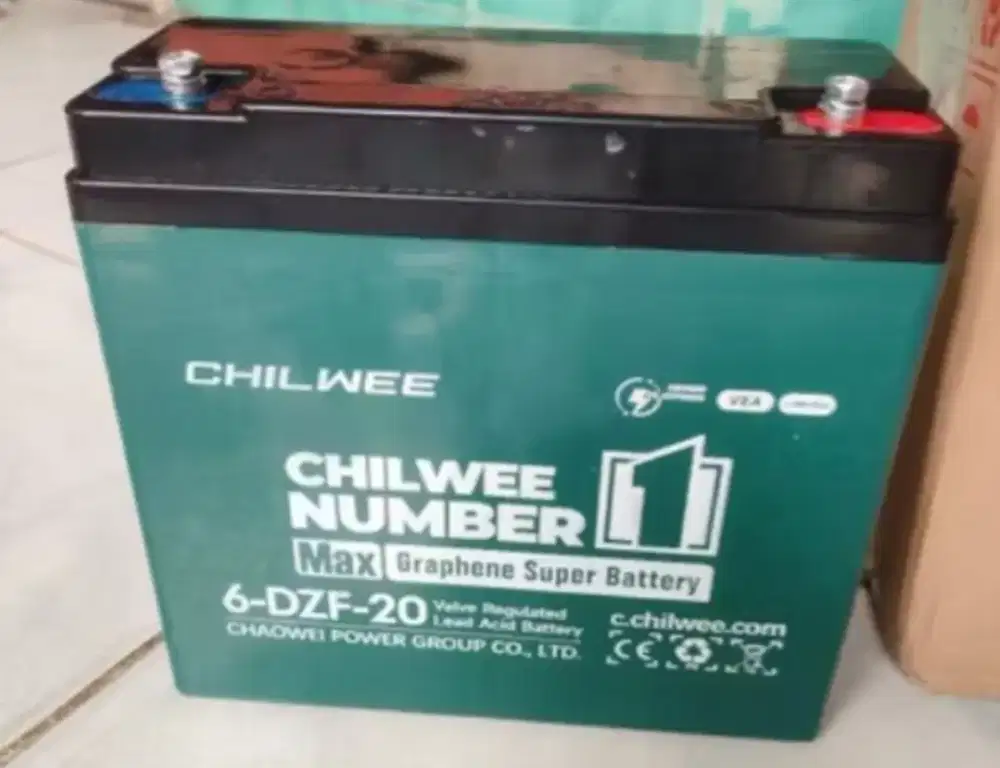 CHILWEE
VRA
CHILWEE
NUMBER 1
Max Graphene Super Battery
6-DZF-20 Valve Regulated
Lead Acid Battery
CHAOWEI POWER GROUP CO., LTD.
c.chilwee.com
CE